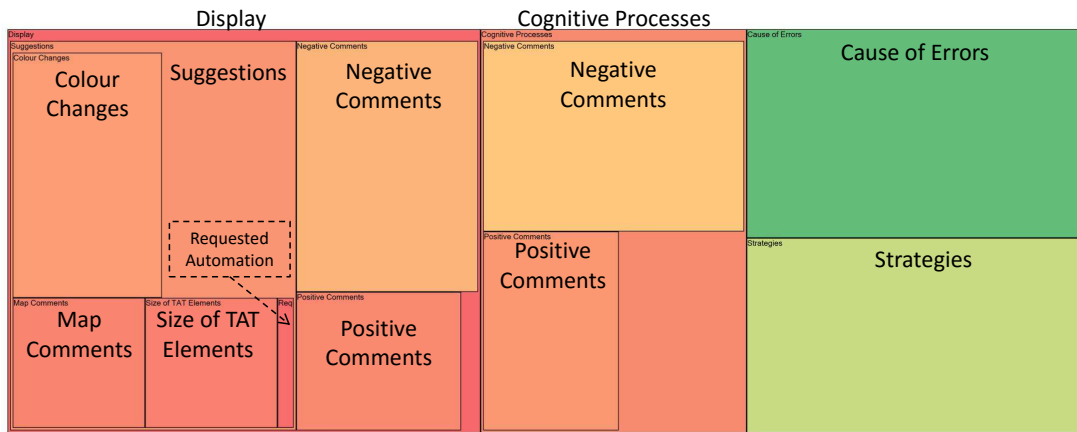 Display
Cognitive Processes
Display
Suggestions
Colour Changes
Colour
Changes
Suggestions
Negative Comments
Negative
Comments
Cognitive Processes
Negative Comments
Negative
Comments
Cause of Errors
Cause of Errors
Requested
Automation
Positive Comments
Positive
Comments
Strategies
Strategies
Map Comments
Map
Comments
Size of TAT Elements
Size of TAT
Elements
Req
Positive Comments
Positive
Comments